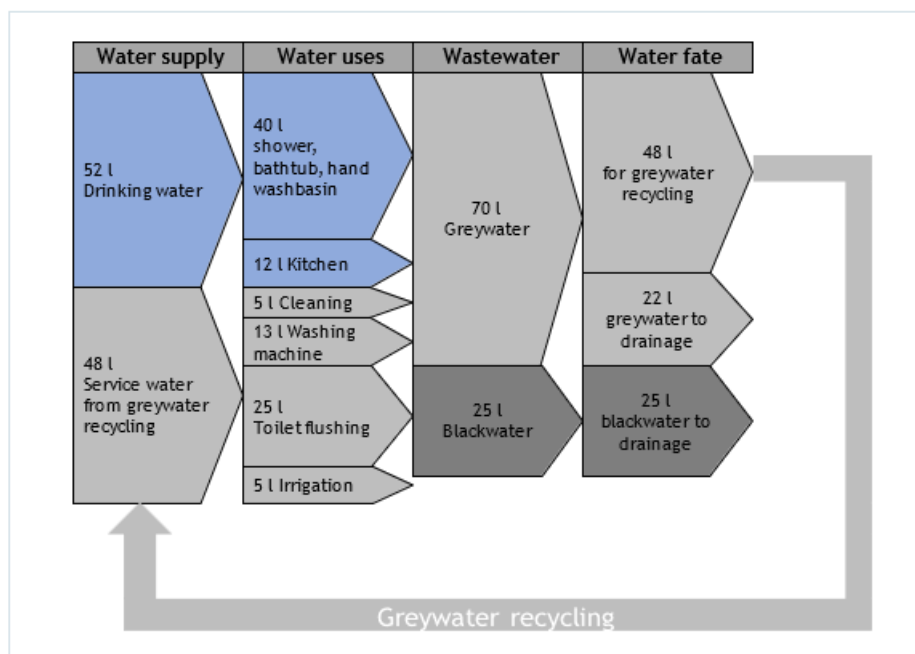 Water supply
Water uses
Wastewater
Water fate
52 l
Drinking water
48 l
Service water
from greywater
recycling
40 l
shower,
bathtub, hand
washbasin
12 l Kitchen
5 l Cleaning
13 l Washing
machine
25 l
Toilet flushing
5 l Irrigation
70 l
Greywater
25 l
Blackwater
48 l
for greywater
recycling
22 l
greywater to
drainage
25 l
blackwater to
drainage
Greywater recycling